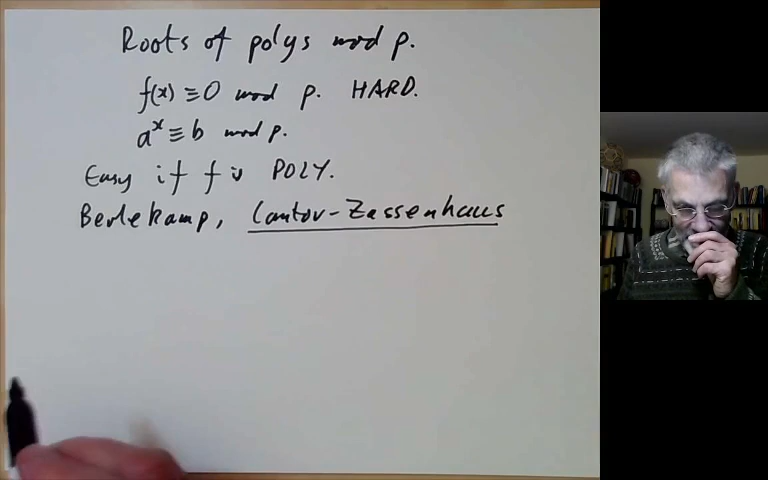 Roots of polys mod p.
f(x) ≡ 0 mod p. HARD.
a^x ≡ b mod p.
Easy if f is POLY.
Berlekamp, Cantor-Zassenhaus